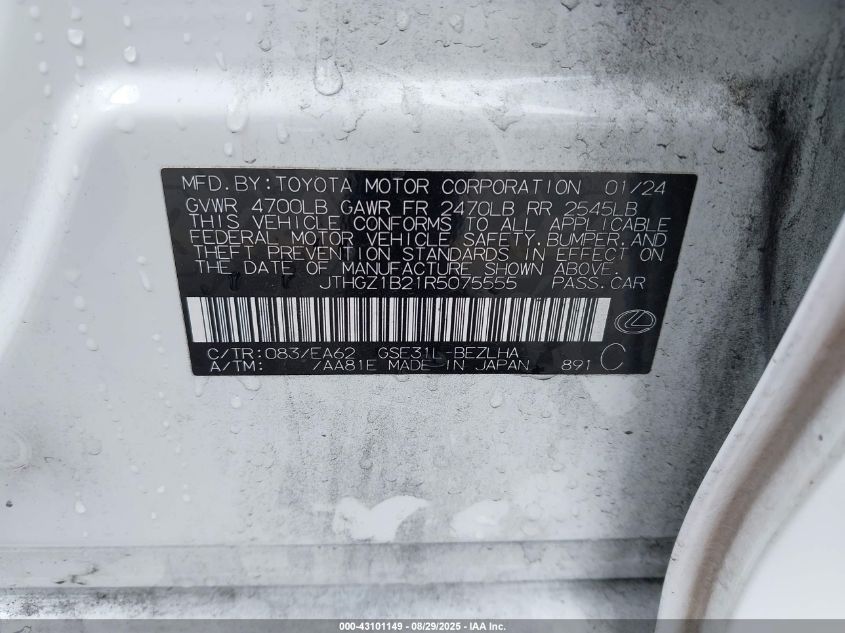 MFD.BY:TOYOTA MOTOR CORPORATION 01/24
GVWR 4700LB GAWR FR 2470LB RR 2545LB
THIS VEHICLE CONFORMS TO ALL APPLICABLE
FEDERAL MOTOR VEHICLE SAFETY,BUMPER,AND
THEFT PREVENTION STANDARDS IN EFFECT ON
THE DATE OF MANUFACTURE SHOWN ABOVE.
JTHGZ1B21R5075555 PASS.CAR
C/TR:083/EA62 GSE31L-BEZLHA
A/TM: /AA81E MADE IN JAPAN 891 C
000-43101149 - 08/29/2025 - IAA Inc.